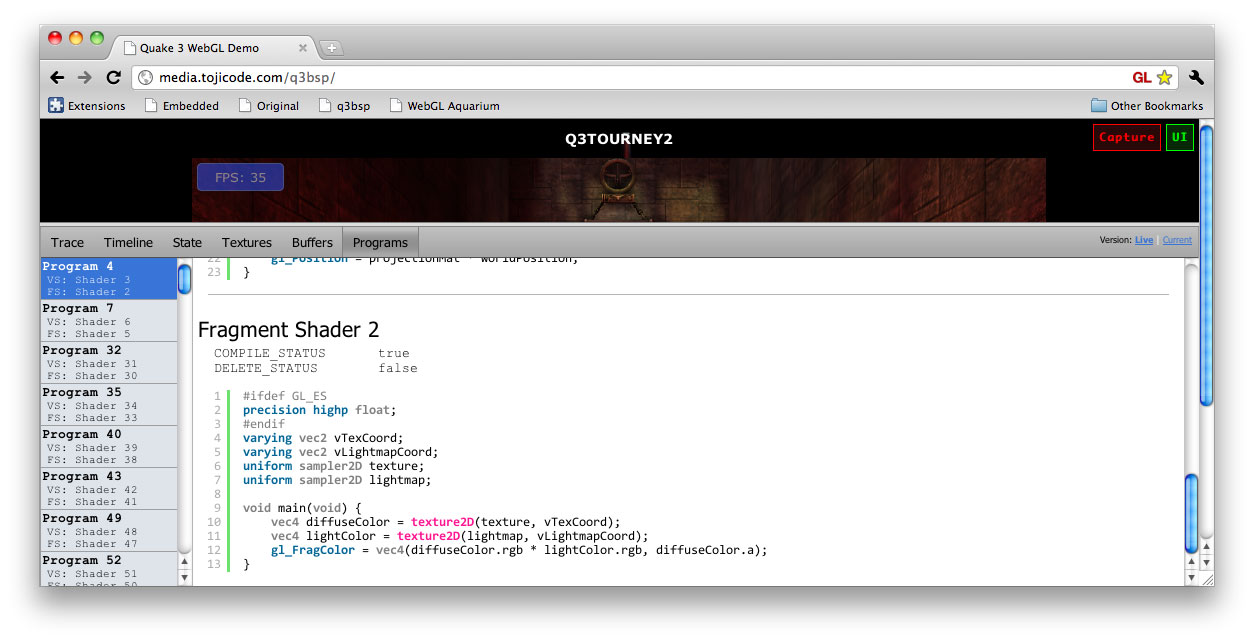 Quake 3 WebGL Demo
media.tojicode.com/q3bsp/
GL
Extensions Embedded Original q3bsp WebGL Aquarium Other Bookmarks
Q3TOURNEY2
Capture UI
FPS: 35
Trace Timeline State Textures Buffers Programs
Version: Live | Current
Program 4
VS: Shader 3
FS: Shader 2
Program 7
VS: Shader 6
FS: Shader 5
Program 32
VS: Shader 31
FS: Shader 30
Program 35
VS: Shader 34
FS: Shader 33
Program 40
VS: Shader 39
FS: Shader 38
Program 43
VS: Shader 42
FS: Shader 41
Program 49
VS: Shader 48
FS: Shader 47
Program 52
VS: Shader 51
FS: Shader 50
22 gl_Position = projectionMat * worldPosition;
23 }
Fragment Shader 2
COMPILE_STATUS true
DELETE_STATUS false
1 #ifdef GL_ES
2 precision highp float;
3 #endif
4 varying vec2 vTexCoord;
5 varying vec2 vLightmapCoord;
6 uniform sampler2D texture;
7 uniform sampler2D lightmap;
8
9 void main(void) {
10 vec4 diffuseColor = texture2D(texture, vTexCoord);
11 vec4 lightColor = texture2D(lightmap, vLightmapCoord);
12 gl_FragColor = vec4(diffuseColor.rgb * lightColor.rgb, diffuseColor.a);
13 }